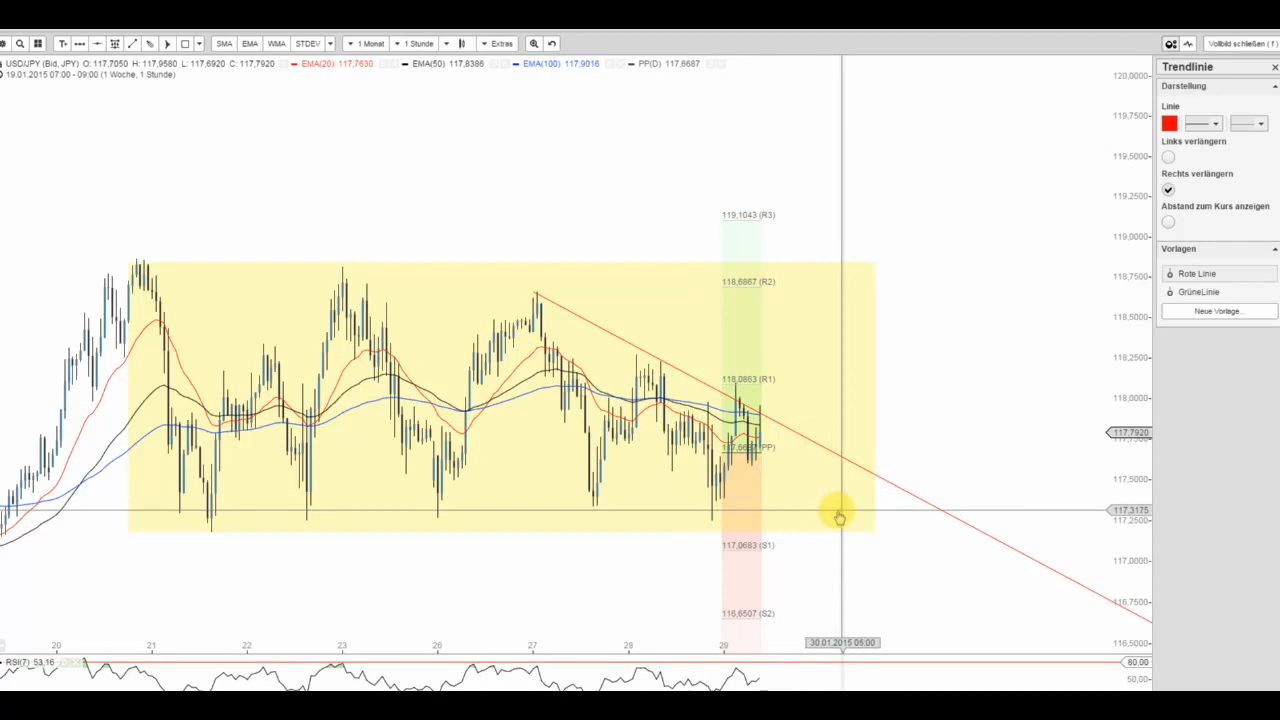 T+ SMA EMA WMA STDEV 1 Monat 1 Stunde Extras Vollbild schließen ( f )
USD/JPY (Bid, JPY) O: 117,7050 H: 117,9580 L: 117,6920 C: 117,7920 EMA(20) 117,7630 EMA(50) 117,8386 EMA(100) 117,9016 PP(D) 117,6687
19.01.2015 07:00 - 09:00 (1 Woche, 1 Stunde)
Trendlinie
Darstellung
Linie
Links verlängern
Rechts verlängern
Abstand zum Kurs anzeigen
Vorlagen
Rote Linie
GrüneLinie
Neue Vorlage...
120,0000
119,7500
119,5000
119,2500
119,0000
118,7500
118,5000
118,2500
118,0000
117,7920
117,5000
117,3175
117,2500
117,0000
116,7500
116,5000
119,1043 (R3)
118,6867 (R2)
118,0863 (R1)
117,6687 (PP)
117,0683 (S1)
116,6507 (S2)
20 21 22 23 26 27 28 29
30.01.2015 05:00
RSI(7) 53,16
80,00
50,00